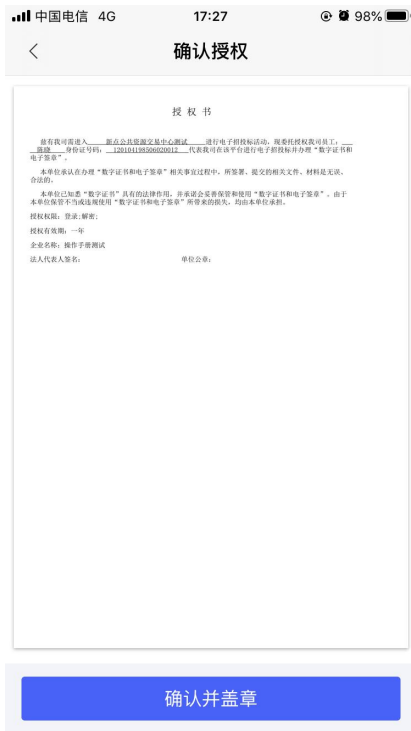 中国电信 4G 17:27 98%
确认授权
授 权 书
兹有我司需进入 新点公共资源交易中心测试 进行电子招投标活动，现委托授权我司员工：
陈晓 身份证号码： 120104198506020012 代表我司在该平台进行电子招投标并办理“数字证书和
电子签章”。
本单位承认在办理“数字证书和电子签章”相关事宜过程中，所签署、提交的相关文件、材料是无误、
合法的。
本单位已知悉“数字证书”具有的法律作用，并承诺会妥善保管和使用“数字证书和电子签章”。由于
本单位保管不当或违规使用“数字证书和电子签章”所带来的损失，均由本单位承担。
授权权限：登录;解密;
授权有效期：一年
企业名称：操作手册测试
法人代表人签名： 单位公章：
确认并盖章